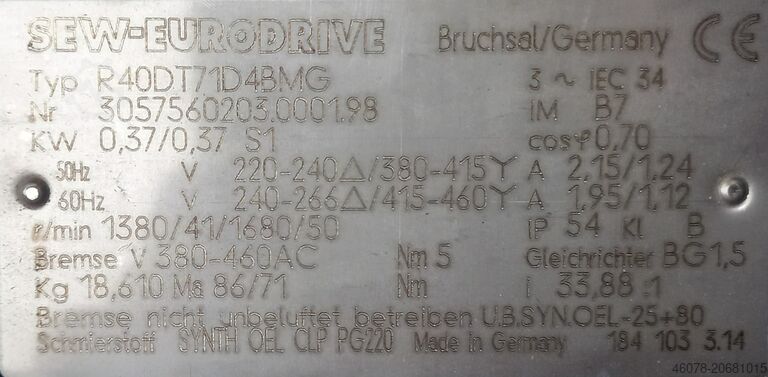 SEW-EURODRIVE Bruchsal/Germany CE
Typ R40DT71D4BMG 3 ~ IEC 34
Nr 3057560203.0001.98 IM B7
KW 0,37/0,37 S1 cosφ 0,70
50Hz V 220-240△/380-415Y A 2,15/1,24
60Hz V 240-266△/415-460Y A 1,95/1,12
r/min 1380/41/1680/50 IP 54 Kl B
Bremse V 380-460AC Nm 5 Gleichrichter BG1,5
Kg 18,610 Ma 86/71 Nm i 33,88 :1
Bremse nicht unbeluftet betreiben U.B.SYN.OEL-25+80
Schmierstoff SYNTH OEL CLP PG220 Made in Germany 184 103 3.14
46078-20681015